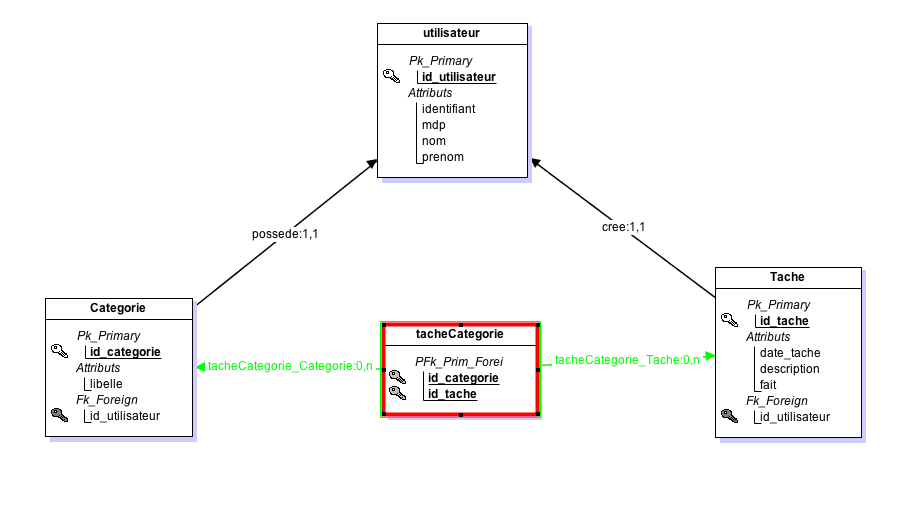 utilisateur
Pk_Primary
id_utilisateur
Attributs
identifiant
mdp
nom
prenom
possede:1,1
cree:1,1
Categorie
Pk_Primary
id_categorie
Attributs
libelle
Fk_Foreign
id_utilisateur
tacheCategorie_Categorie:0,n
tacheCategorie
PFk_Prim_Forei
id_categorie
id_tache
tacheCategorie_Tache:0,n
Tache
Pk_Primary
id_tache
Attributs
date_tache
description
fait
Fk_Foreign
id_utilisateur